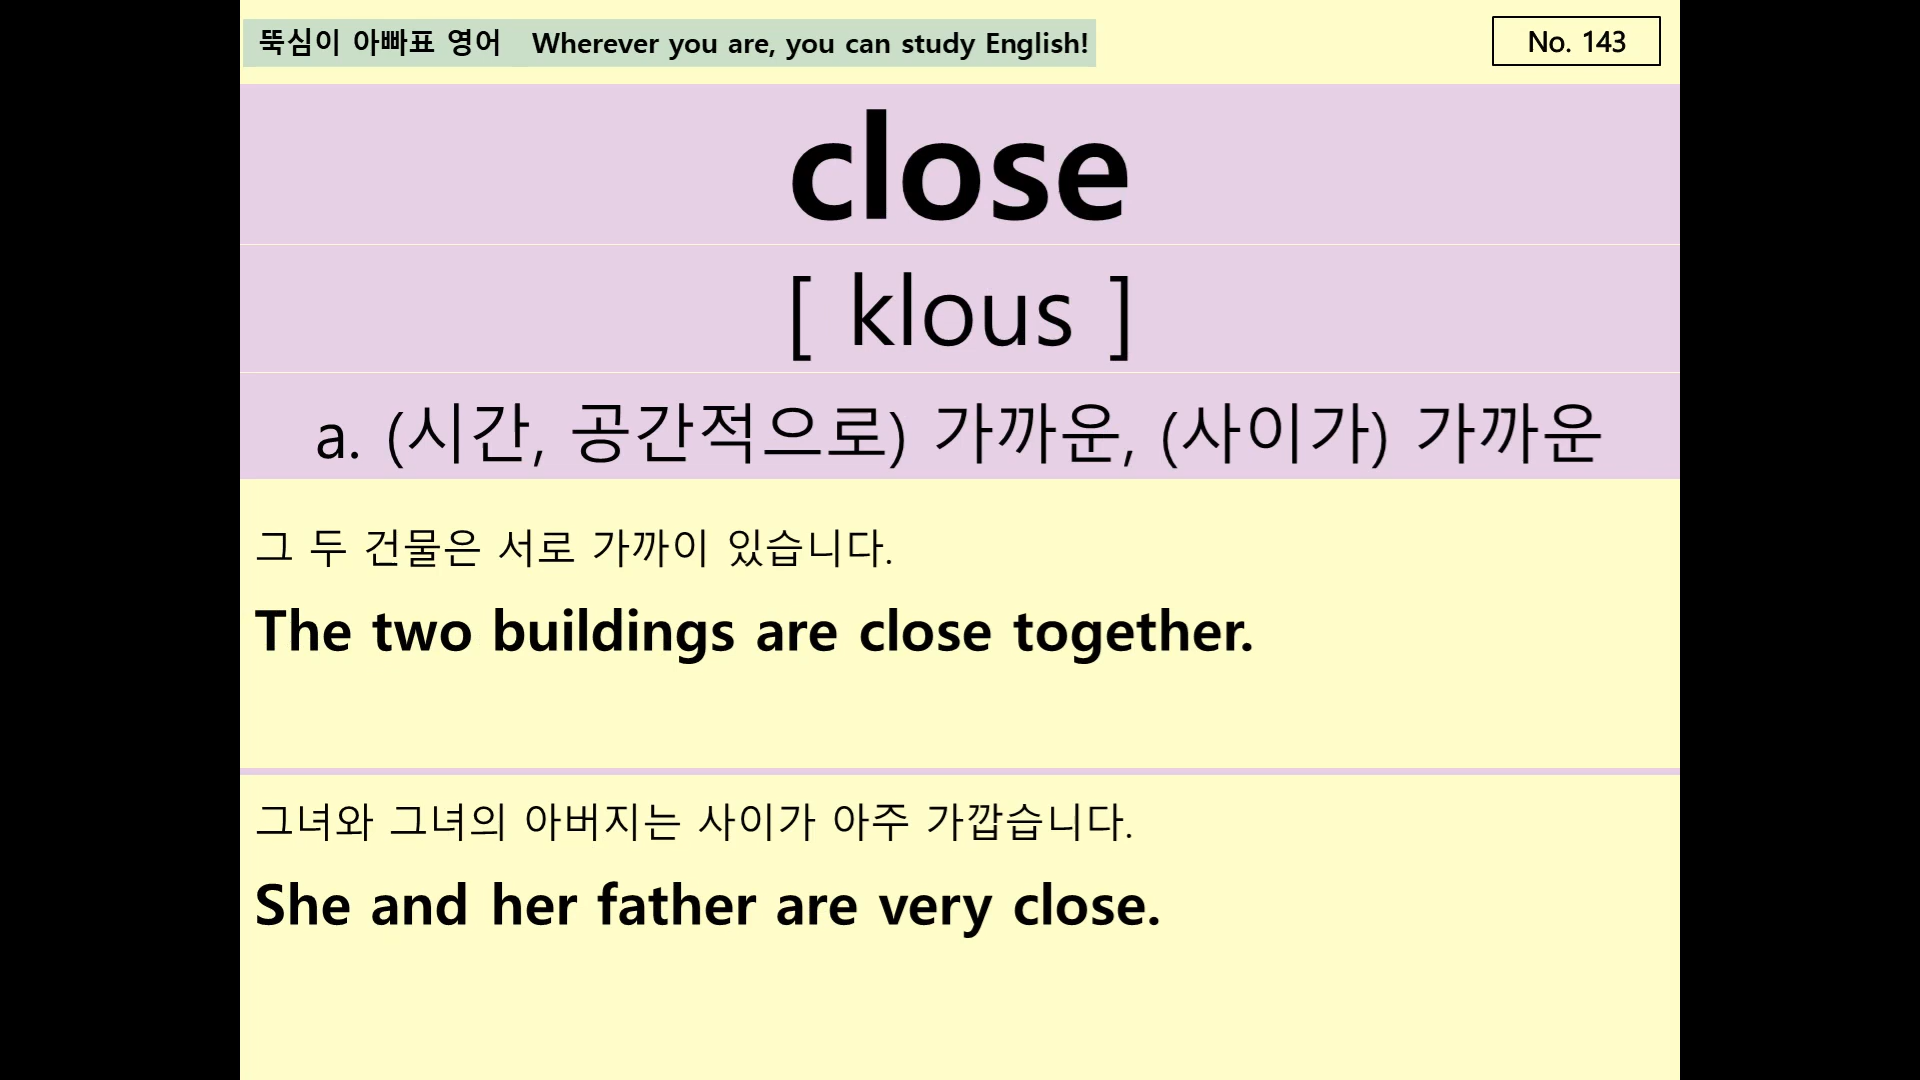 뚝심이 아빠표 영어 Wherever you are, you can study English!
No. 143
close
[ klous ]
a. (시간, 공간적으로) 가까운, (사이가) 가까운
그 두 건물은 서로 가까이 있습니다.
The two buildings are close together.
그녀와 그녀의 아버지는 사이가 아주 가깝습니다.
She and her father are very close.